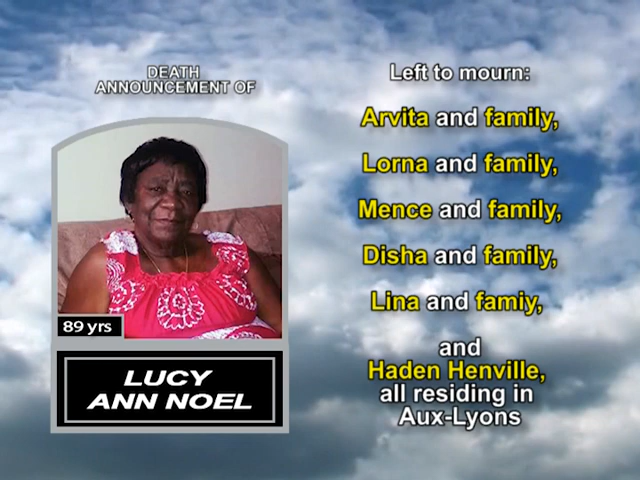 DEATH
ANNOUNCEMENT OF
89 yrs
LUCY
ANN NOEL
Left to mourn:
Arvita and family,
Lorna and family,
Mence and family,
Disha and family,
Lina and famiy,
and
Haden Henville,
all residing in
Aux-Lyons